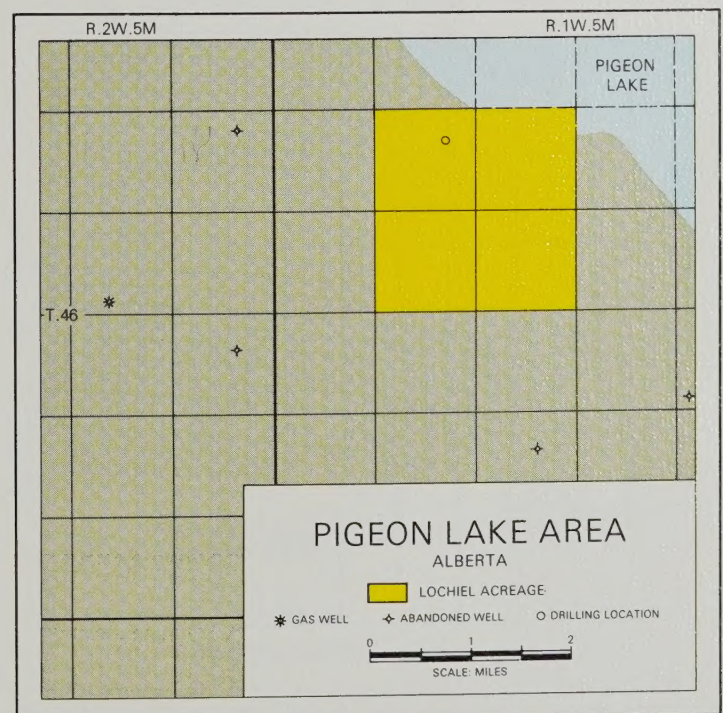 R.2W.5M R.1W.5M
PIGEON
LAKE
T.46
PIGEON LAKE AREA
ALBERTA
LOCHIEL ACREAGE
GAS WELL ABANDONED WELL DRILLING LOCATION
0 1 2
SCALE: MILES